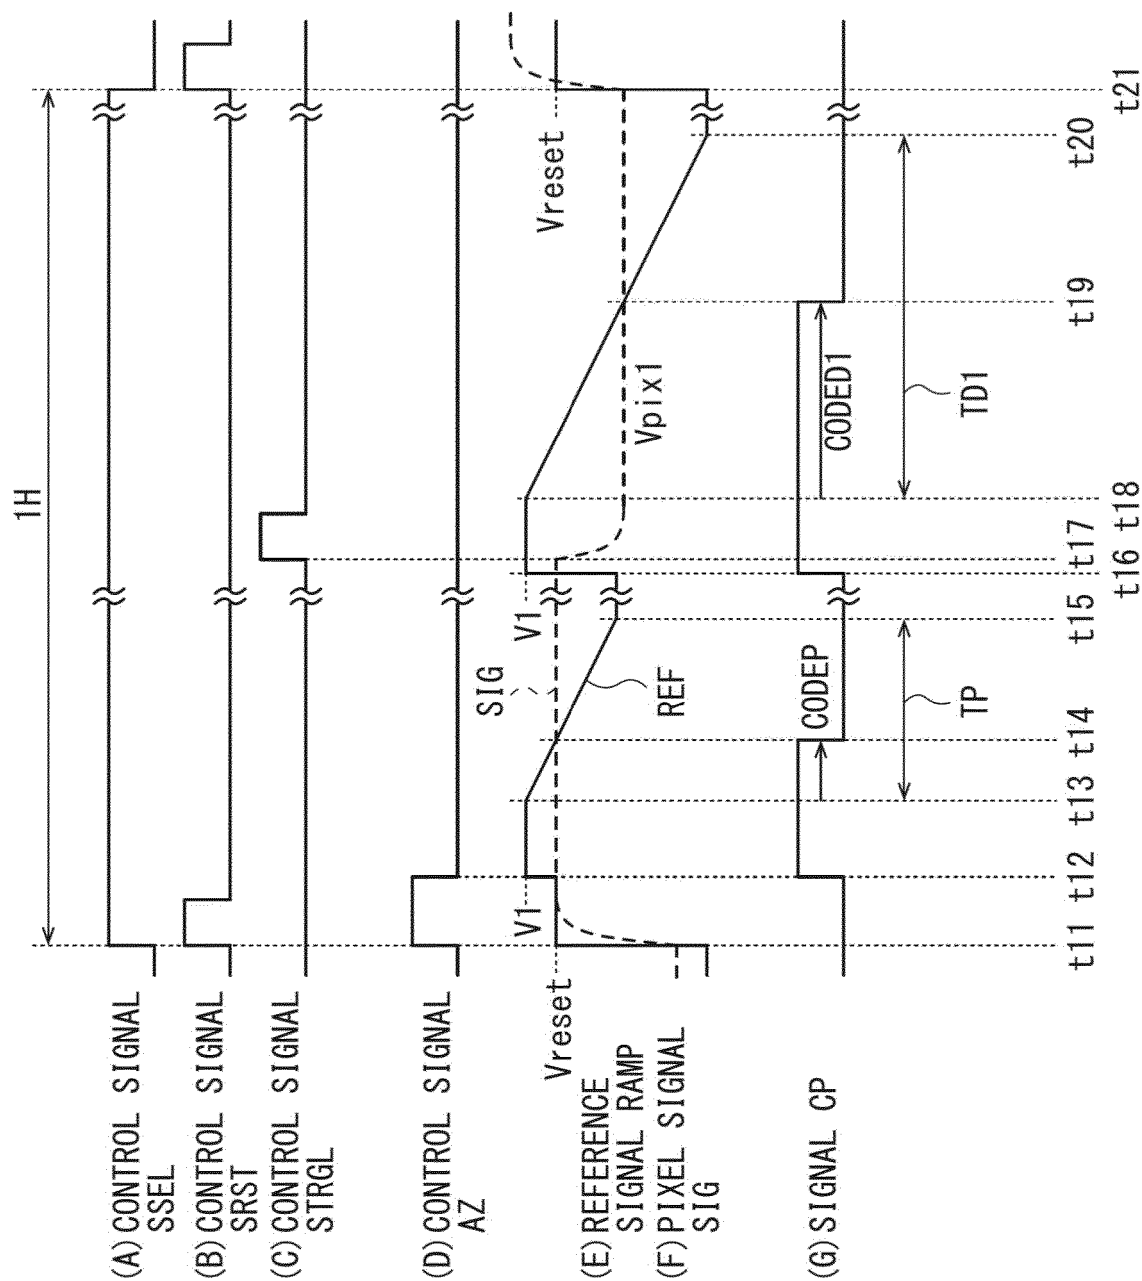 1H
(A) CONTROL SIGNAL
SSEL
(B) CONTROL SIGNAL
SRST
(C) CONTROL SIGNAL
STRGL
(D) CONTROL SIGNAL
AZ
Vreset
V1
SIG
V1
Vreset
(E) REFERENCE
SIGNAL RAMP
REF
Vpix1
(F) PIXEL SIGNAL
SIG
(G) SIGNAL CP
CODEP
CODED1
TP
TD1
t11 t12 t13 t14 t15 t17 t19 t20
t16 t18 t21